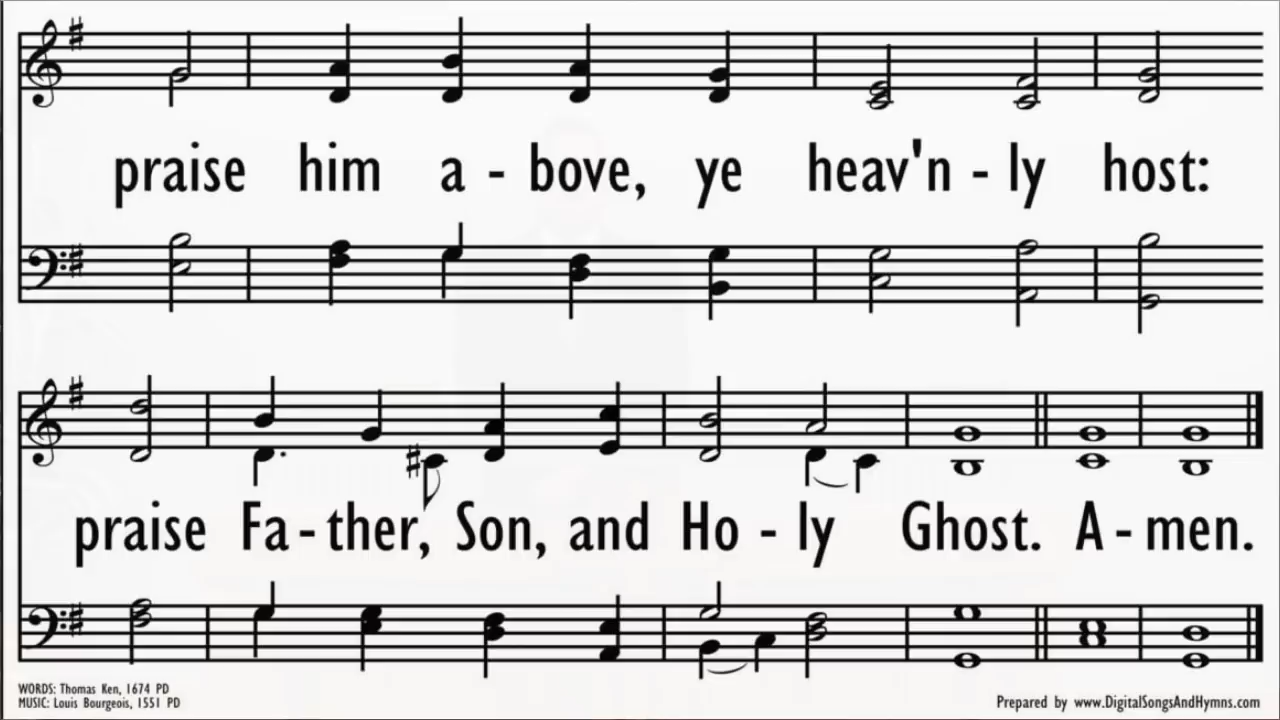 praise him a - bove, ye heav'n - ly host:
praise Fa - ther, Son, and Ho - ly Ghost. A - men.
WORDS: Thomas Ken, 1674 PD
MUSIC: Louis Bourgeois, 1551 PD
Prepared by www.DigitalSongsAndHymns.com